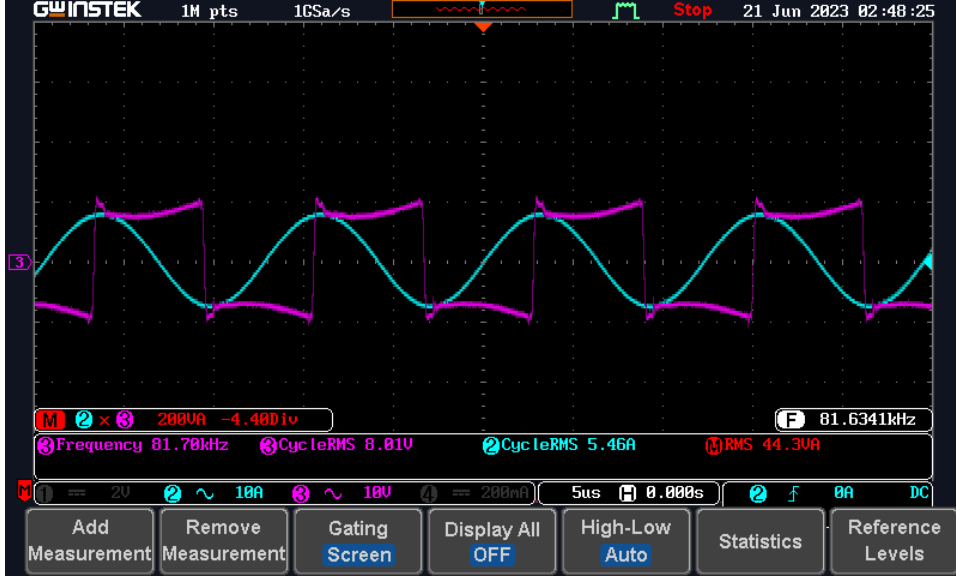 GWINSTEK 1M pts 1GSa/s Stop 21 Jun 2023 02:48:25
3
M 2 × 3 200VA -4.40Div F 81.6341kHz
3 Frequency 81.70kHz 3 CycleRMS 8.01V 2 CycleRMS 5.46A M RMS 44.3VA
M 1 2V 2 10A 3 10V 4 200mA 5us H 0.000s 2 0A DC
Add Measurement Remove Measurement Gating Screen Display All OFF High-Low Auto Statistics Reference Levels